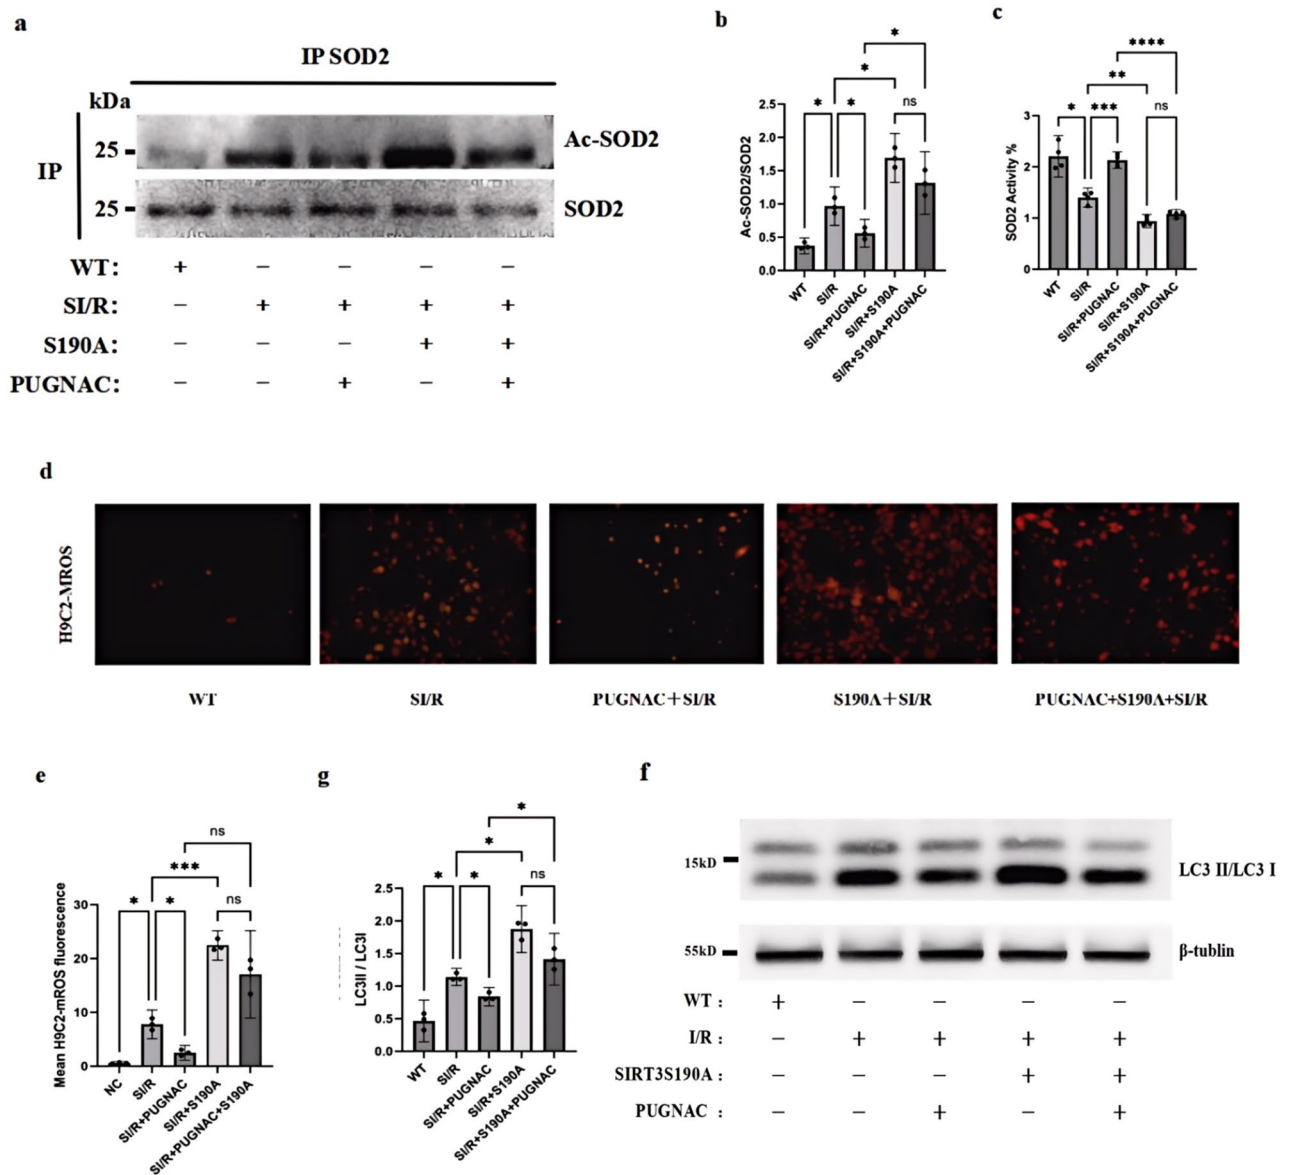 a
IP SOD2
kDa
IP
25
Ac-SOD2
25
SOD2
WT: + − − − −
SI/R: − + + + +
S190A: − − − + +
PUGNAC: − − + − +
b
*
*
* *
ns
2.5
2.0
1.5
1.0
0.5
0.0
Ac-SOD2/SOD2
WT
SI/R
SI/R+PUGNAC
SI/R+S190A
SI/R+S190A+PUGNAC
c
****
**
* ***
ns
3
2
1
0
SOD2 Activity %
WT
SI/R
SI/R+PUGNAC
SI/R+S190A
SI/R+S190A+PUGNAC
d
H9C2-MROS
WT
SI/R
PUGNAC+SI/R
S190A+SI/R
PUGNAC+S190A+SI/R
e
ns
***
* *
ns
30
20
10
0
Mean H9C2-mROS fluorescence
NC
SI/R
SI/R+PUGNAC
SI/R+S190A
SI/R+PUGNAC+S190A
g
*
*
* *
ns
2.5
2.0
1.5
1.0
0.5
0.0
LC3II / LC3I
WT
SI/R
SI/R+PUGNAC
SI/R+S190A
SI/R+S190A+PUGNAC
f
15kD
LC3 II/LC3 I
55kD
β-tublin
WT : + − − − −
I/R : − + + + +
SIRT3S190A : − − − + +
PUGNAC : − − + − +